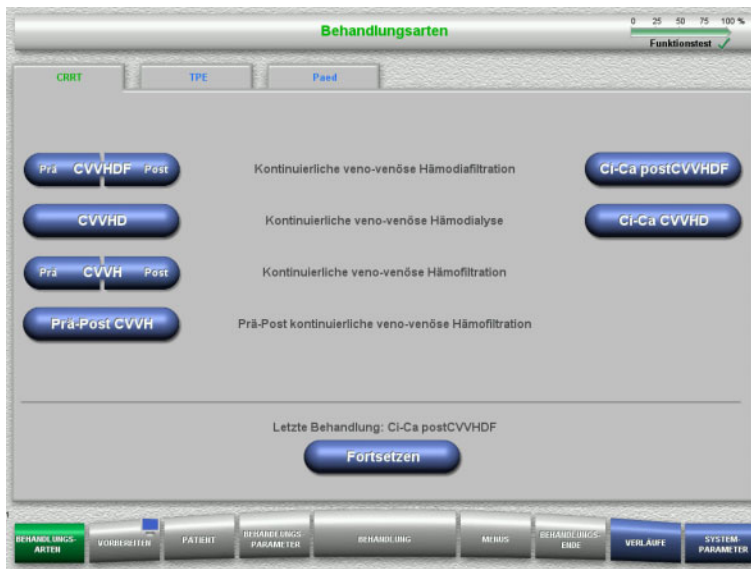 Behandlungsarten
0 25 50 75 100 %
Funktionstest
CRRT TPE Paed
Prä CVVHDF Post Kontinuierliche veno-venöse Hämodiafiltration Ci-Ca postCVVHDF
CVVHD Kontinuierliche veno-venöse Hämodialyse Ci-Ca CVVHD
Prä CVVH Post Kontinuierliche veno-venöse Hämofiltration
Prä-Post CVVH Prä-Post kontinuierliche veno-venöse Hämofiltration
Letzte Behandlung: Ci-Ca postCVVHDF
Fortsetzen
1
BEHANDLUNGS-
ARTEN
VORBEREITEN
PATIENT
BEHANDLUNGS-
PARAMETER
BEHANDLUNG
MENUS
BEHANDLUNGS-
ENDE
VERLÄUFE
SYSTEM-
PARAMETER